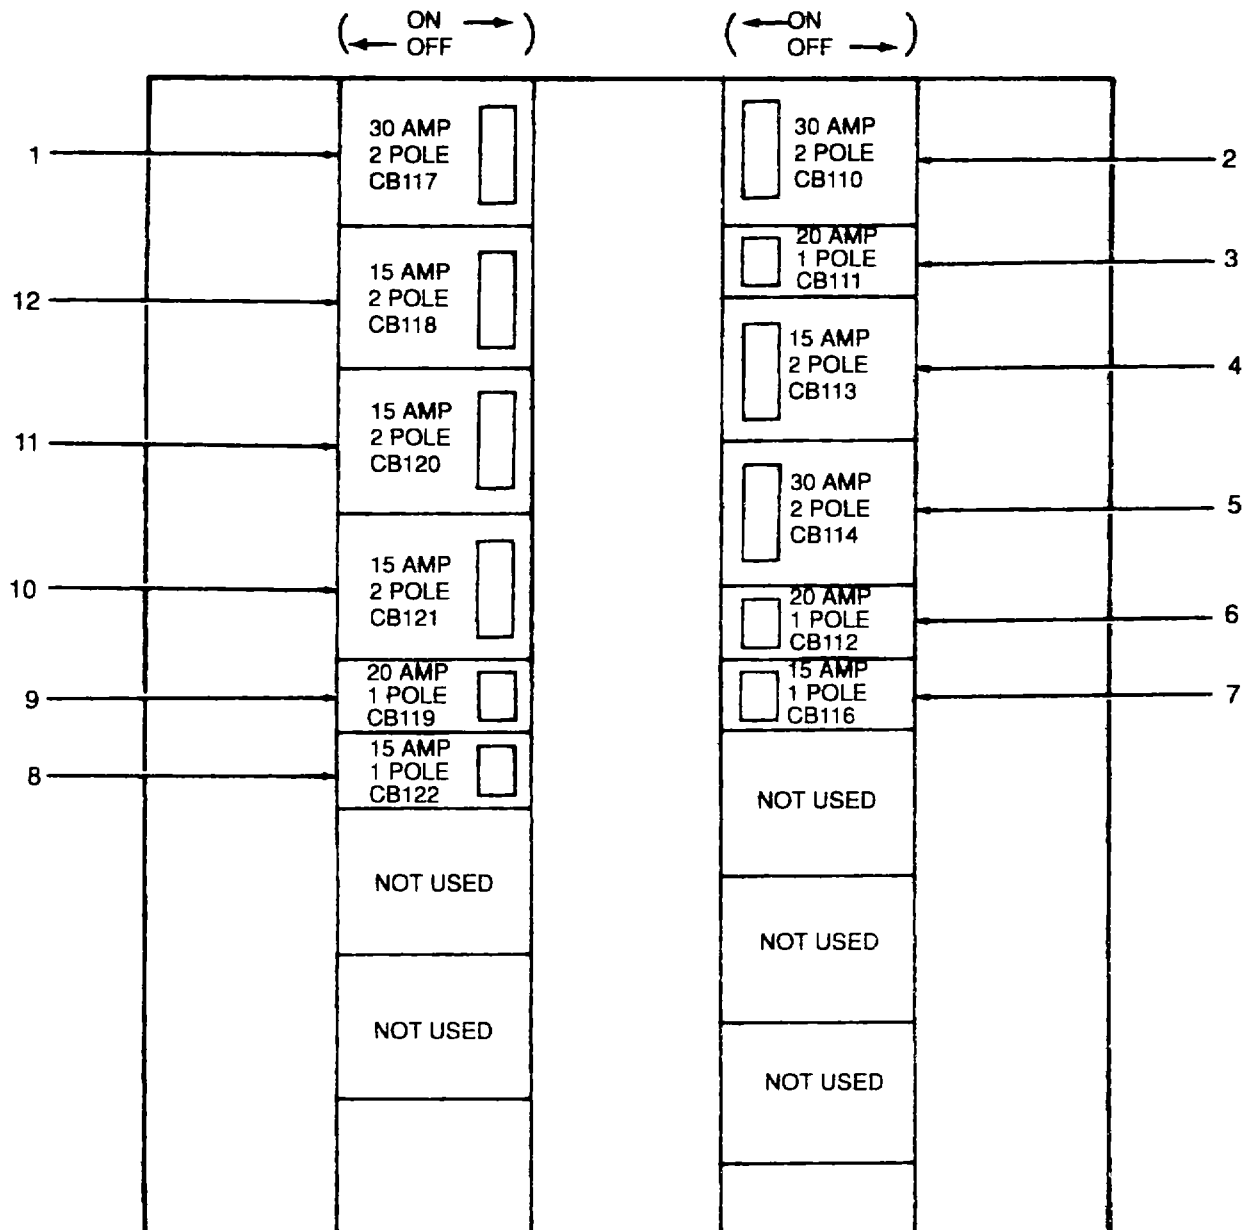 ( ON → )
( ← OFF )
( ← ON )
( OFF → )
1
30 AMP
2 POLE
CB117
12
15 AMP
2 POLE
CB118
11
15 AMP
2 POLE
CB120
10
15 AMP
2 POLE
CB121
9
20 AMP
1 POLE
CB119
8
15 AMP
1 POLE
CB122
NOT USED
NOT USED
30 AMP
2 POLE
CB110
2
20 AMP
1 POLE
CB111
3
15 AMP
2 POLE
CB113
4
30 AMP
2 POLE
CB114
5
20 AMP
1 POLE
CB112
6
15 AMP
1 POLE
CB116
7
NOT USED
NOT USED
NOT USED